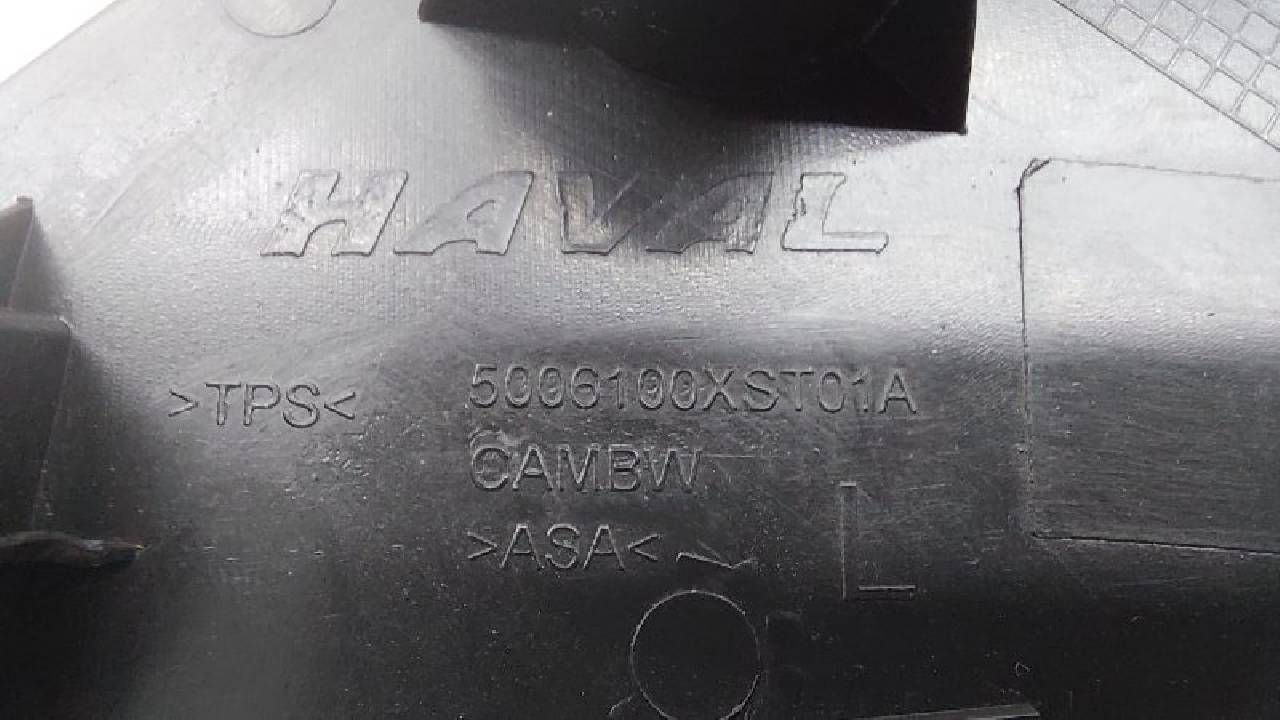 HAVAL
>TPS<
5006100XST01A
CAMBW
>ASA<
L